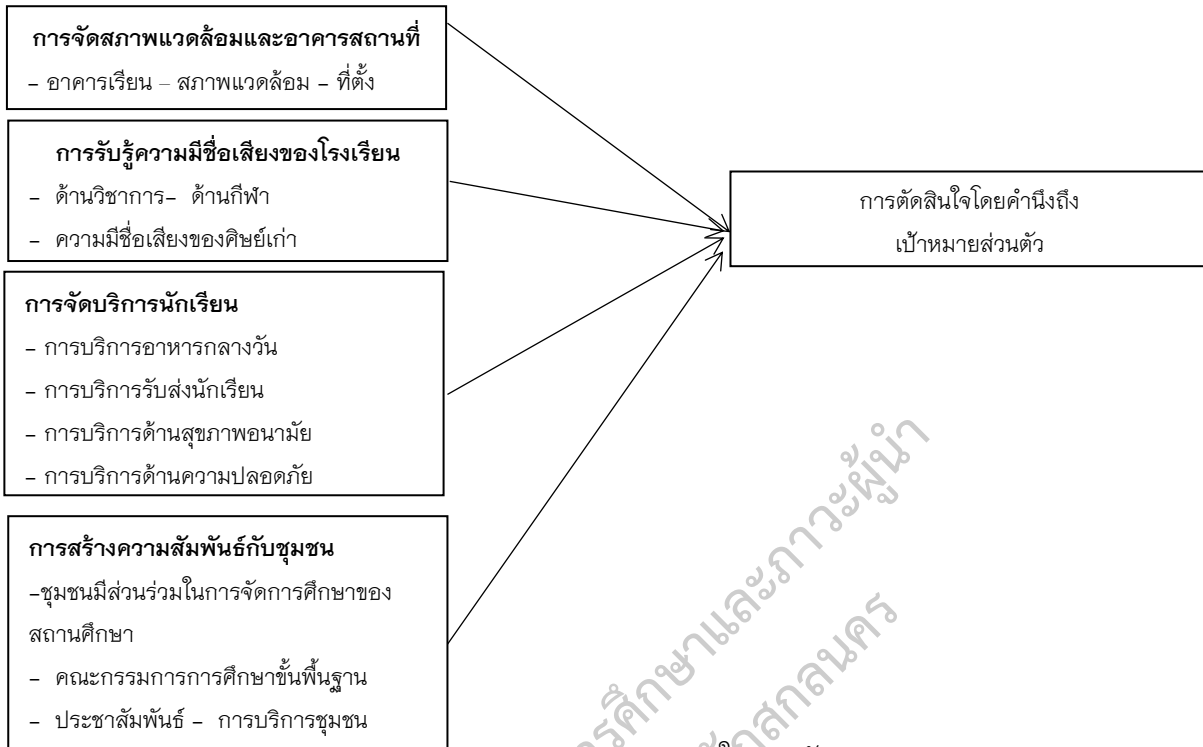 การจัดสภาพแวดล้อมและอาคารสถานที่
- อาคารเรียน – สภาพแวดล้อม - ที่ตั้ง
การรับรู้ความมีชื่อเสียงของโรงเรียน
- ด้านวิชาการ- ด้านกีฬา
- ความมีชื่อเสียงของศิษย์เก่า
การตัดสินใจโดยคำนึงถึง
เป้าหมายส่วนตัว
การจัดบริการนักเรียน
- การบริการอาหารกลางวัน
- การบริการรับส่งนักเรียน
- การบริการด้านสุขภาพอนามัย
- การบริการด้านความปลอดภัย
การสร้างความสัมพันธ์กับชุมชน
-ชุมชนมีส่วนร่วมในการจัดการศึกษาของ
สถานศึกษา
- คณะกรรมการการศึกษาขั้นพื้นฐาน
- ประชาสัมพันธ์ - การบริการชุมชน
การศึกษาและภาวะผู้นำ